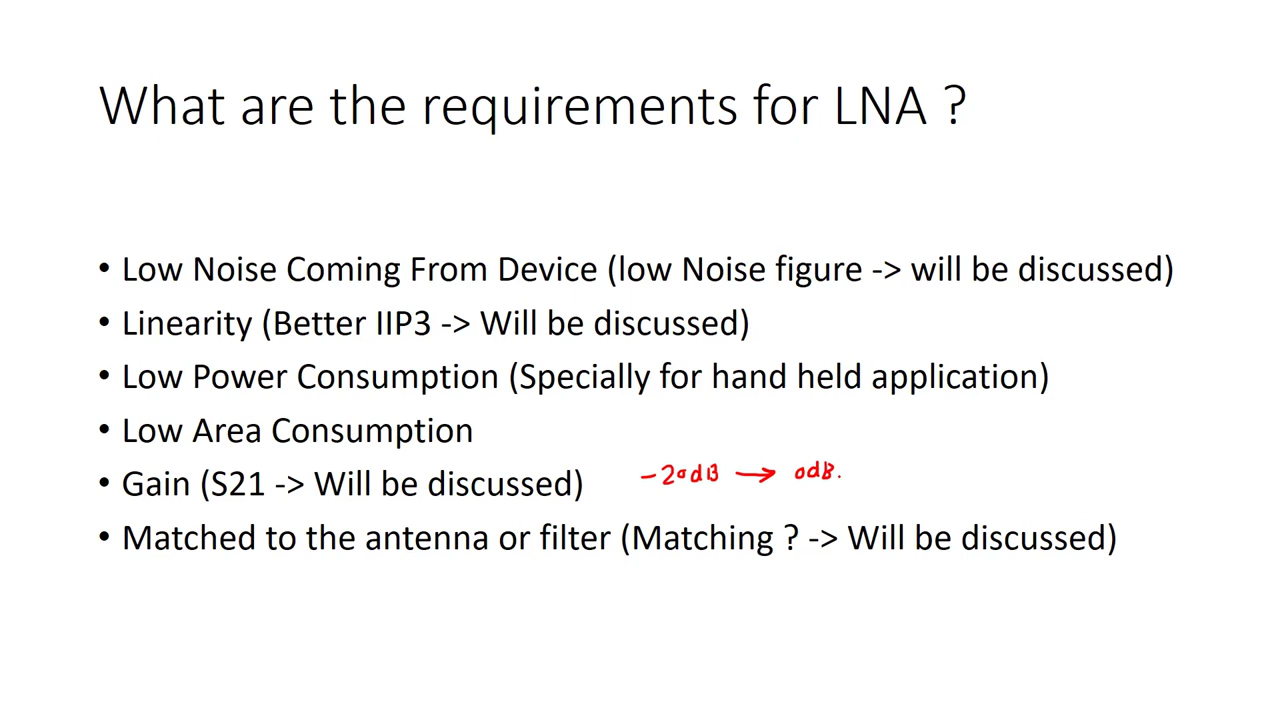 What are the requirements for LNA ?
• Low Noise Coming From Device (low Noise figure -> will be discussed)
• Linearity (Better IIP3 -> Will be discussed)
• Low Power Consumption (Specially for hand held application)
• Low Area Consumption
• Gain (S21 -> Will be discussed) -20dB → 0dB.
• Matched to the antenna or filter (Matching ? -> Will be discussed)